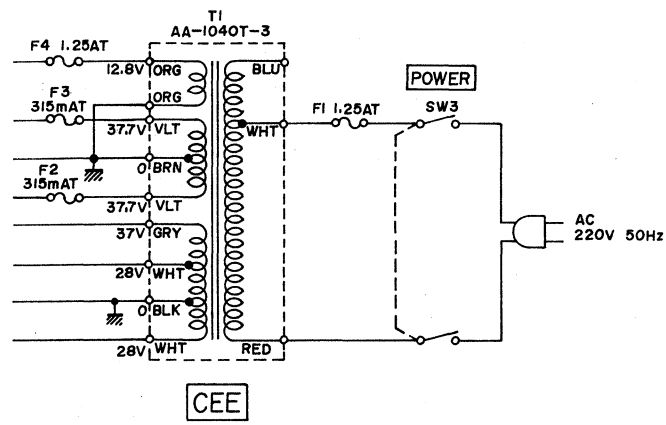 T1
AA-1040T-3
F4 1.25AT
12.8V
ORG
BLU
POWER
ORG
F3
315mAT
F1 1.25AT
SW3
37.7V
VLT
WHT
0
BRN
F2
315mAT
37.7V
VLT
AC
220V 50Hz
37V
GRY
28V
WHT
0
BLK
28V
WHT
RED
CEE